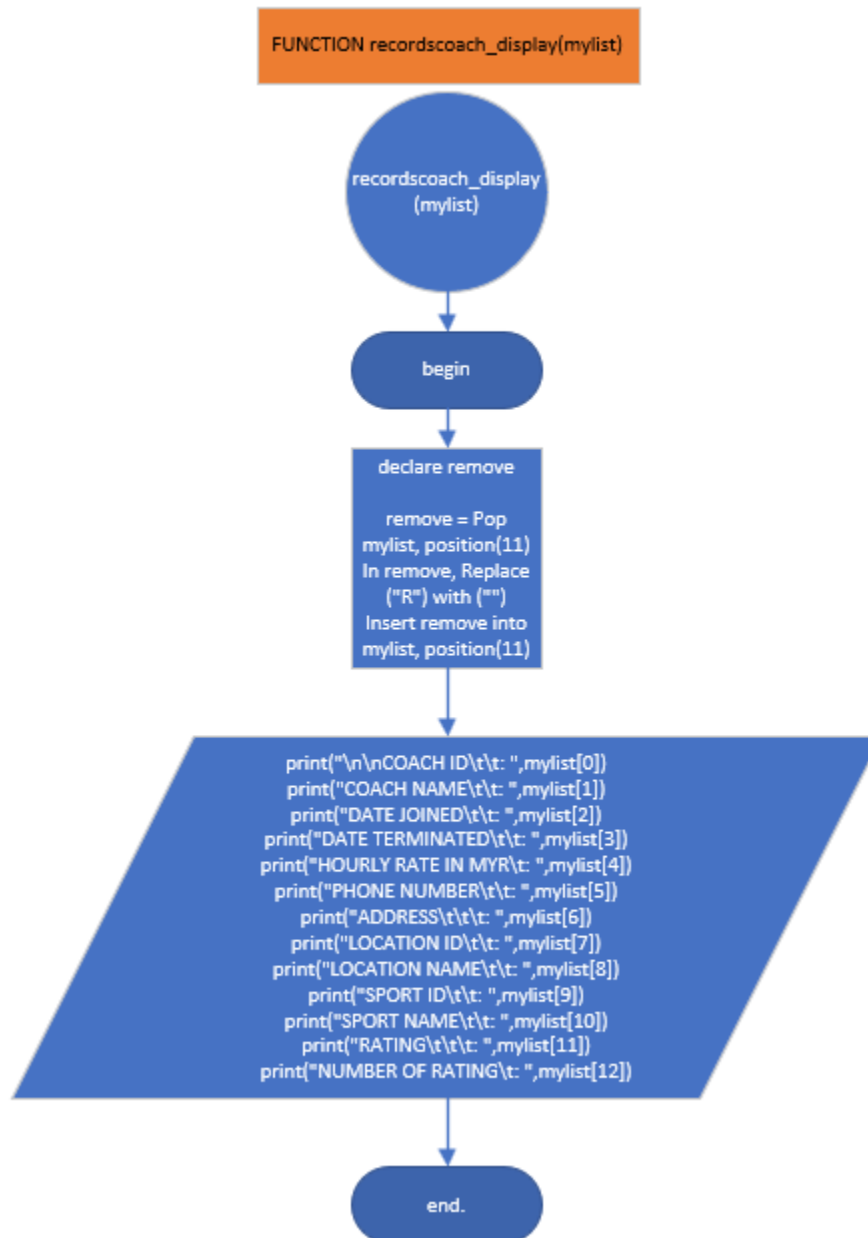 FUNCTION recordscoach_display(mylist)
recordscoach_display
(mylist)
begin
declare remove
remove = Pop
mylist, position(11)
In remove, Replace
("R") with ("")
Insert remove into
mylist, position(11)
print("\n\nCOACH ID\t\t: ",mylist[0])
print("COACH NAME\t\t: ",mylist[1])
print("DATE JOINED\t\t: ",mylist[2])
print("DATE TERMINATED\t\t: ",mylist[3])
print("HOURLY RATE IN MYR\t: ",mylist[4])
print("PHONE NUMBER\t\t: ",mylist[5])
print("ADDRESS\t\t\t: ",mylist[6])
print("LOCATION ID\t\t: ",mylist[7])
print("LOCATION NAME\t\t: ",mylist[8])
print("SPORT ID\t\t: ",mylist[9])
print("SPORT NAME\t\t: ",mylist[10])
print("RATING\t\t\t: ",mylist[11])
print("NUMBER OF RATING\t: ",mylist[12])
end.